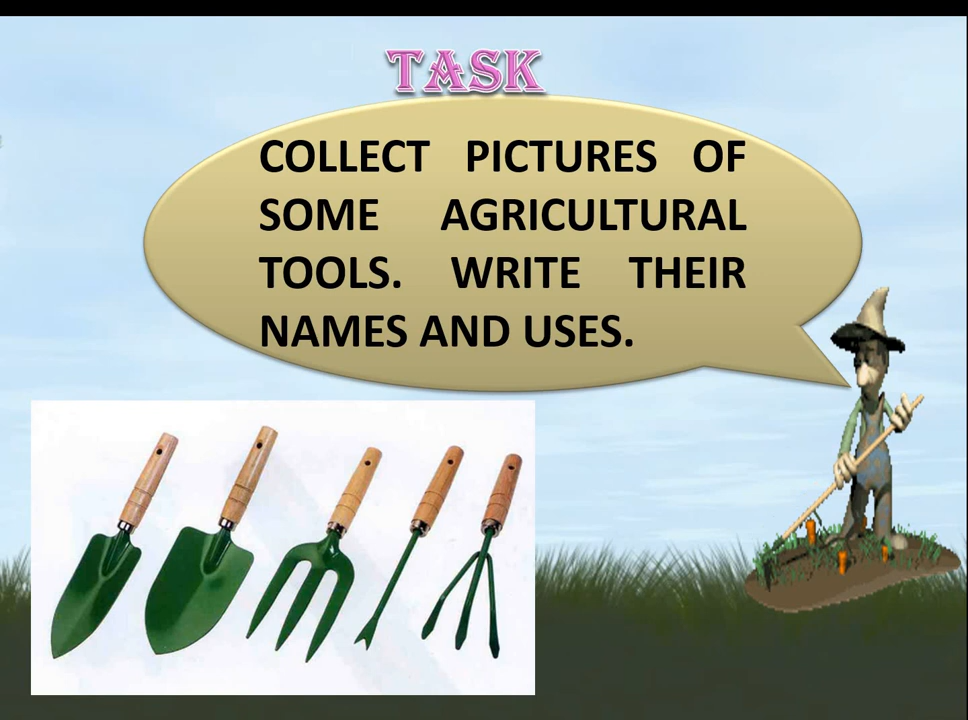 TASK
COLLECT PICTURES OF
SOME AGRICULTURAL
TOOLS. WRITE THEIR
NAMES AND USES.